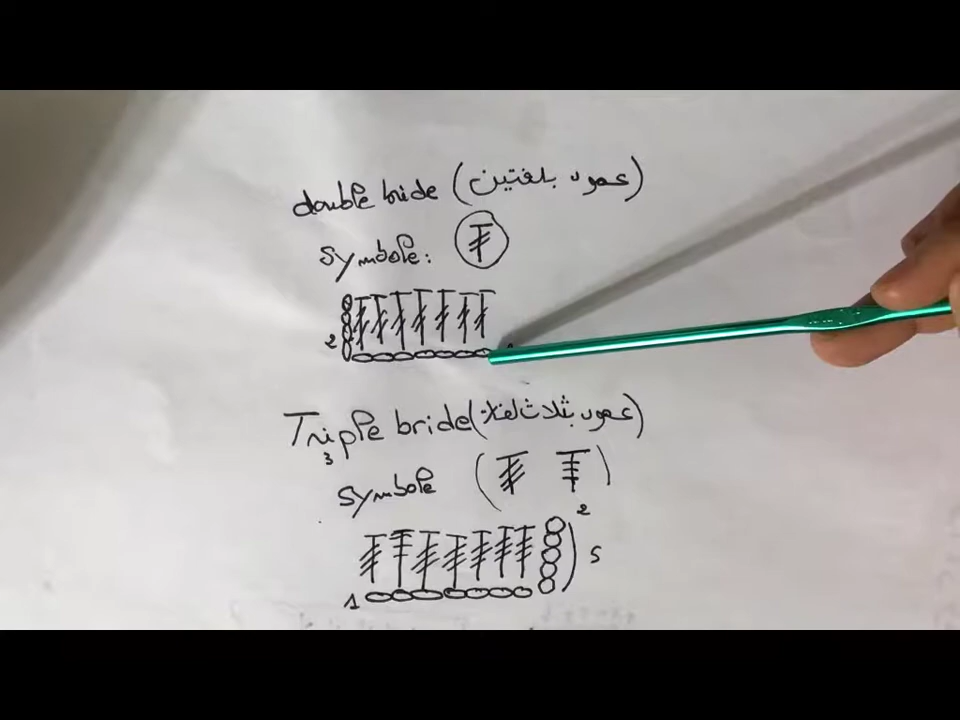 double bride (عمود بلفتين)
symbole:
2
Triple bride (عمود بثلاث لفات)
3
symbole
2
5
1